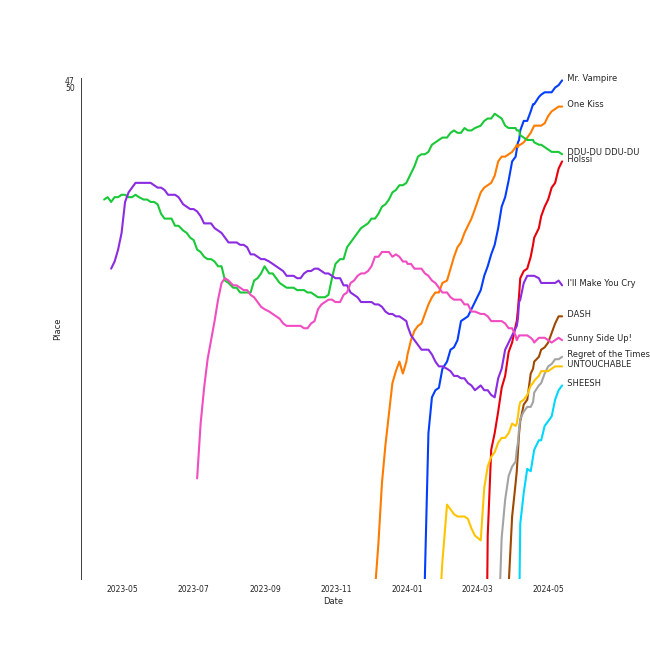 47
50
Place
Mr. Vampire
One Kiss
DDU-DU DDU-DU
Holssi
I'll Make You Cry
DASH
Sunny Side Up!
Regret of the Times
UNTOUCHABLE
SHEESH
2023-05 2023-07 2023-09 2023-11 2024-01 2024-03 2024-05
Date